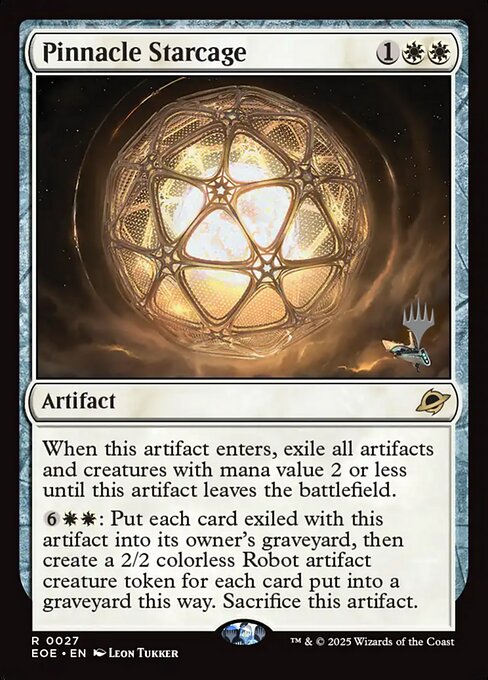 Pinnacle Starcage 1
Artifact
When this artifact enters, exile all artifacts
and creatures with mana value 2 or less
until this artifact leaves the battlefield.
6: Put each card exiled with this
artifact into its owner's graveyard, then
create a 2/2 colorless Robot artifact
creature token for each card put into a
graveyard this way. Sacrifice this artifact.
R 0027
EOE • EN LEON TUKKER
™ & © 2025 Wizards of the Coast